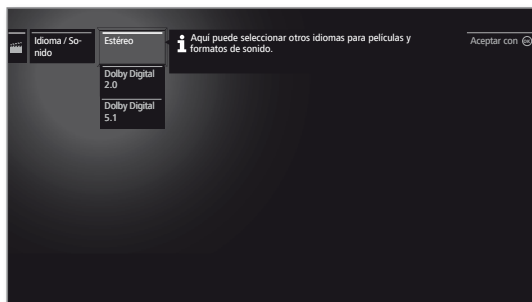 Idioma / So-
nido
Estéreo
Aquí puede seleccionar otros idiomas para películas y
formatos de sonido.
Aceptar con OK
Dolby Digital
2.0
Dolby Digital
5.1